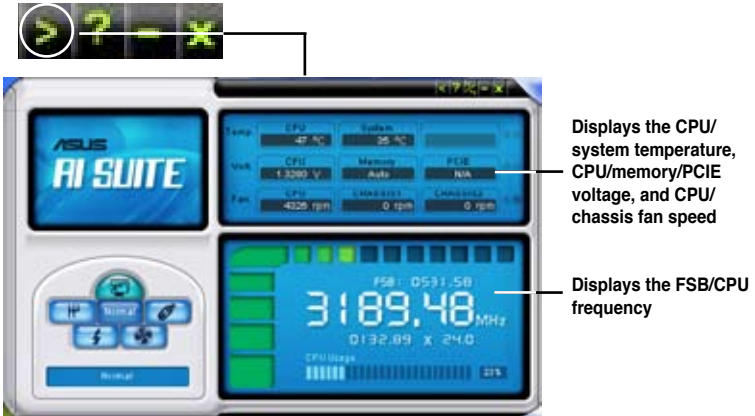 > ? - x
< ? - x
ASUS
AI SUITE
Temp. CPU System
47 °C 35 °C
Volt. CPU Memory PCIE
1.3280 V Auto N/A
Fan. CPU CHASSIS1 CHASSIS2
4326 rpm 0 rpm 0 rpm
Displays the CPU/
system temperature,
CPU/memory/PCIE
voltage, and CPU/
chassis fan speed
FSB: 0531.58
3189.48 MHz
0132.89 x 24.0
CPU Usage
Displays the FSB/CPU
frequency
Normal
Normal